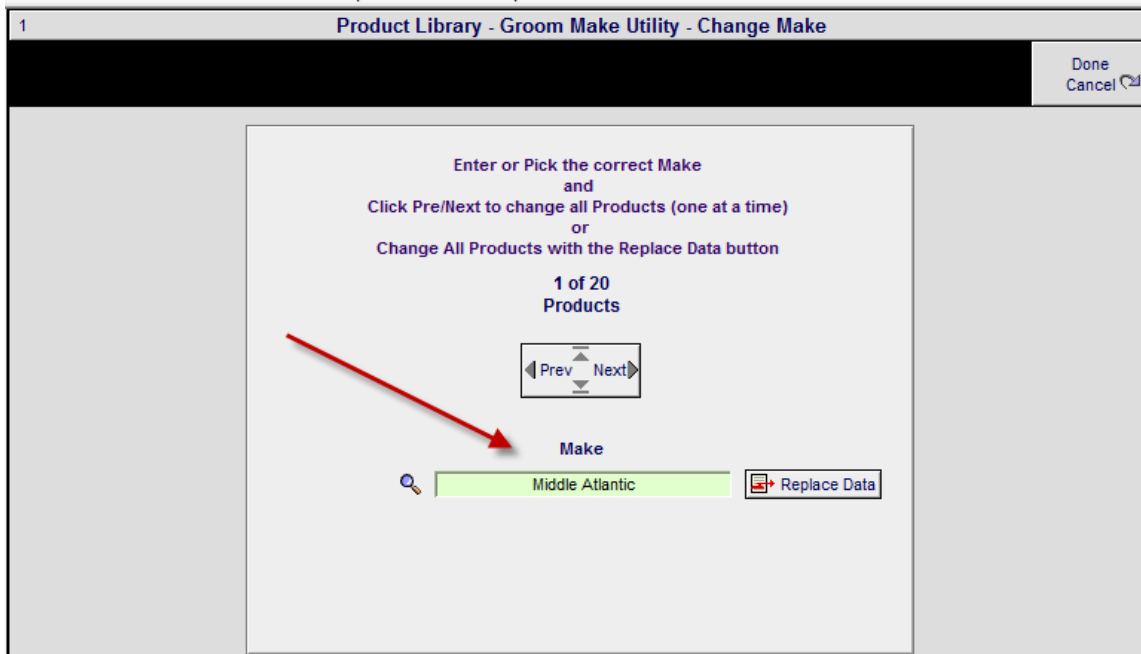 1
Product Library - Groom Make Utility - Change Make
Done
Cancel
Enter or Pick the correct Make
and
Click Pre/Next to change all Products (one at a time)
or
Change All Products with the Replace Data button
1 of 20
Products
Prev Next
Make
Middle Atlantic
Replace Data